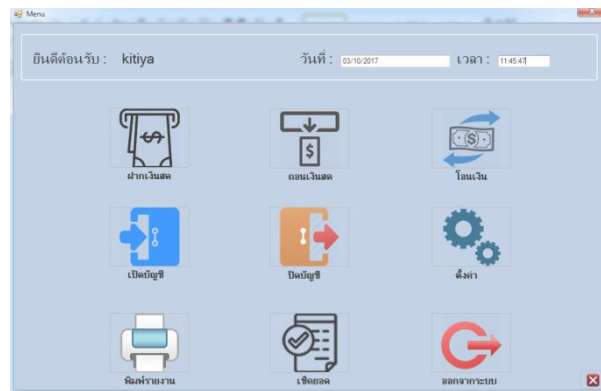 Menu
ยินดีต้อนรับ : kitiya วันที่ : 03/10/2017 เวลา : 11:45:47
ฝากเงินสด ถอนเงินสด โอนเงิน
เปิดบัญชี ปิดบัญชี ตั้งค่า
พิมพ์รายงาน เช็คยอด ออกจากระบบ